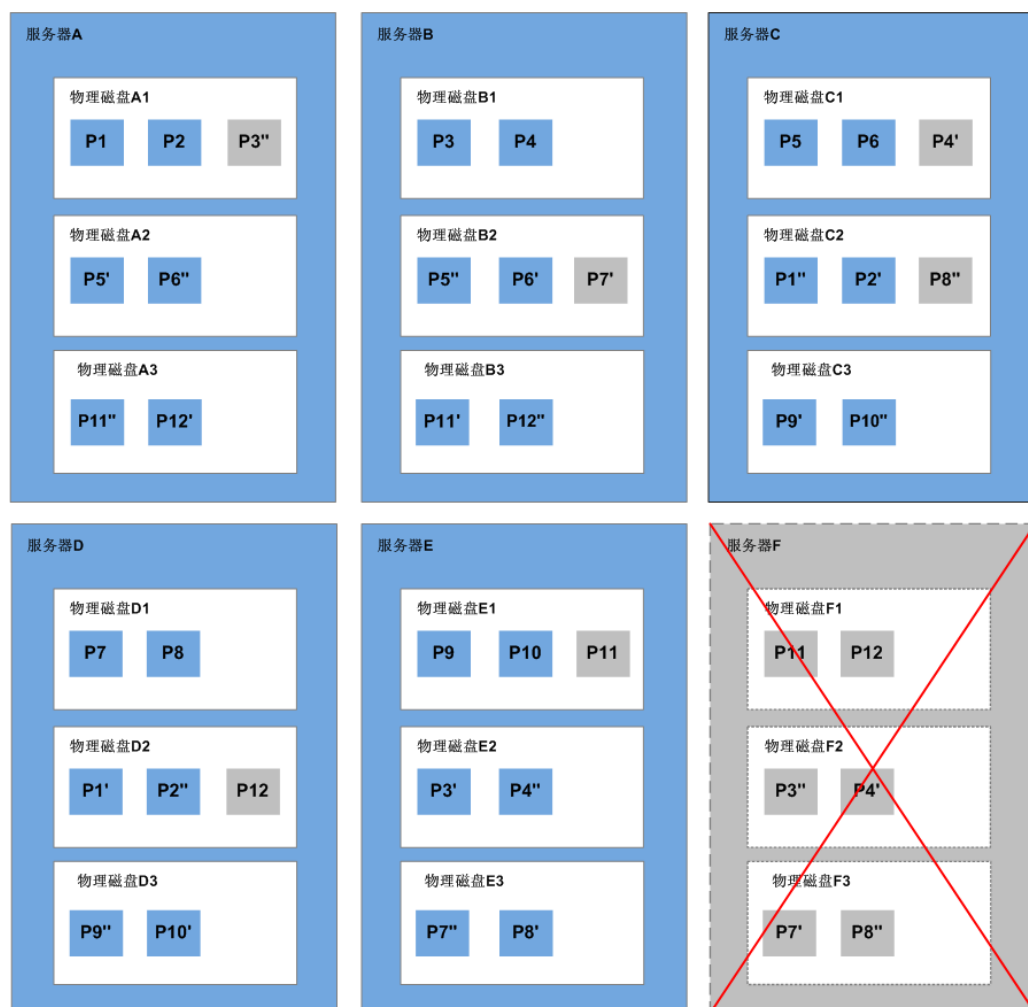 服务器A
物理磁盘A1
P1 P2 P3"
物理磁盘A2
P5' P6"
物理磁盘A3
P11" P12'
服务器B
物理磁盘B1
P3 P4
物理磁盘B2
P5" P6' P7'
物理磁盘B3
P11' P12"
服务器C
物理磁盘C1
P5 P6 P4'
物理磁盘C2
P1" P2' P8"
物理磁盘C3
P9' P10"
服务器D
物理磁盘D1
P7 P8
物理磁盘D2
P1' P2" P12
物理磁盘D3
P9" P10'
服务器E
物理磁盘E1
P9 P10 P11
物理磁盘E2
P3' P4"
物理磁盘E3
P7" P8'
服务器F
物理磁盘F1
P11 P12
物理磁盘F2
P3" P4'
物理磁盘F3
P7' P8"